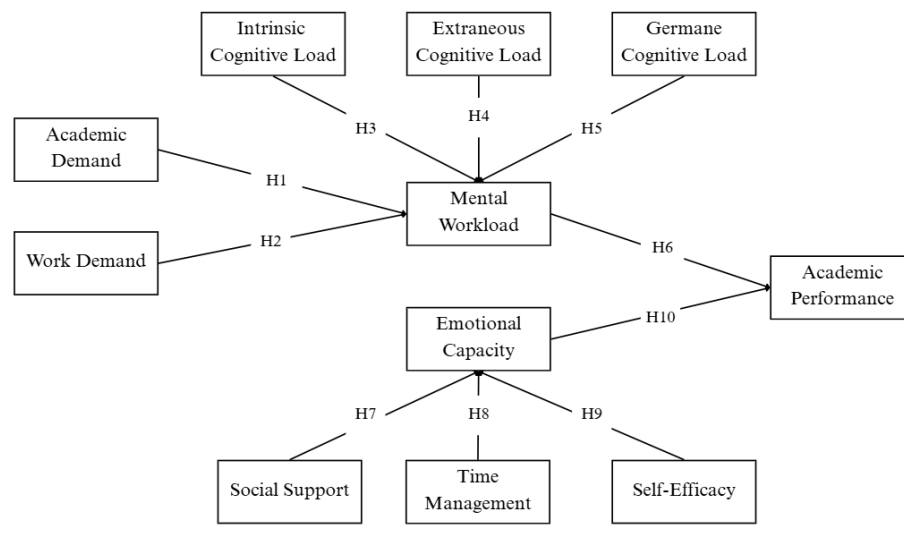 Intrinsic
Cognitive Load
Extraneous
Cognitive Load
Germane
Cognitive Load
H3
H4
H5
Academic
Demand
H1
Mental
Workload
H2
Work Demand
H6
Academic
Performance
Emotional
Capacity
H10
H7
H8
H9
Social Support
Time
Management
Self-Efficacy